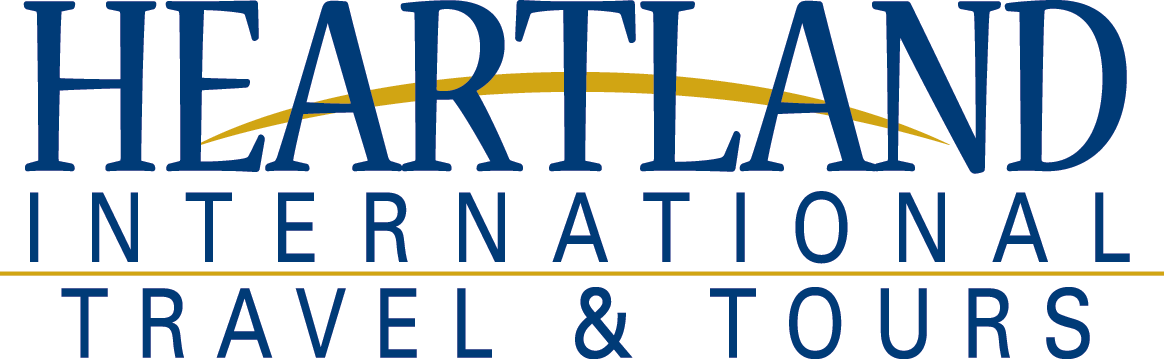 HEARTLAND
INTERNATIONAL
TRAVEL & TOURS